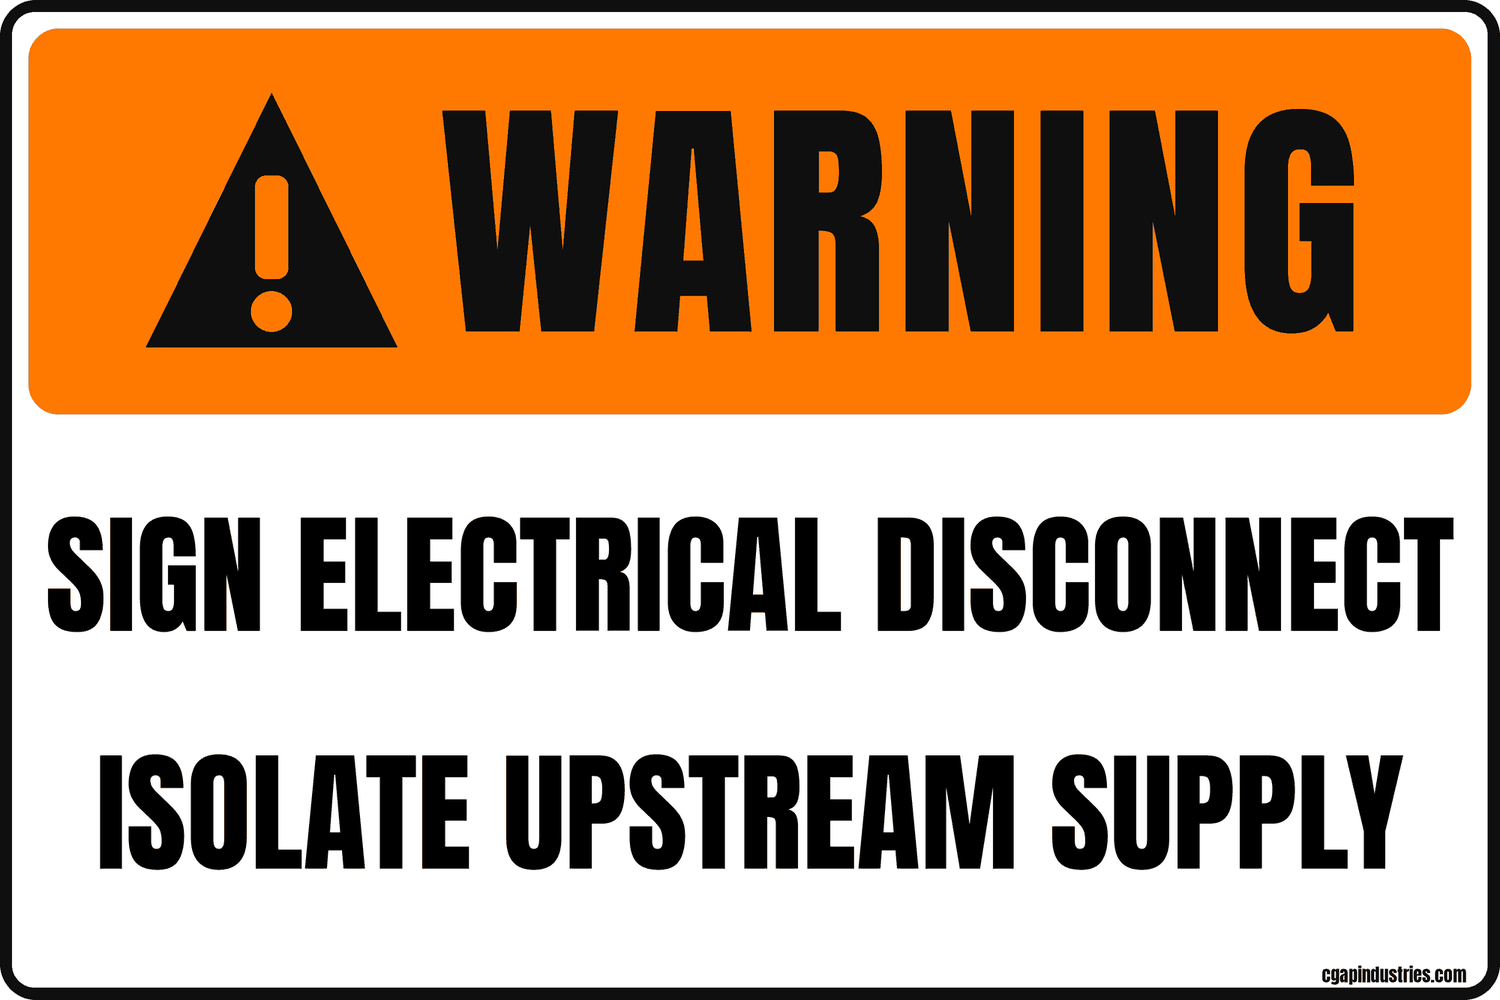 WARNING
SIGN ELECTRICAL DISCONNECT
ISOLATE UPSTREAM SUPPLY
cgapindustries.com